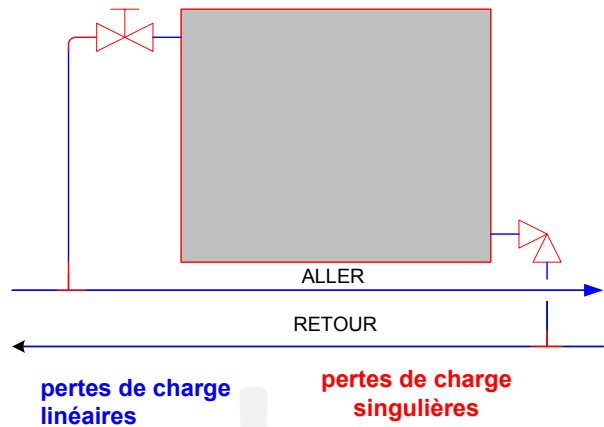 ALLER
RETOUR
pertes de charge
linéaires
pertes de charge
singulières